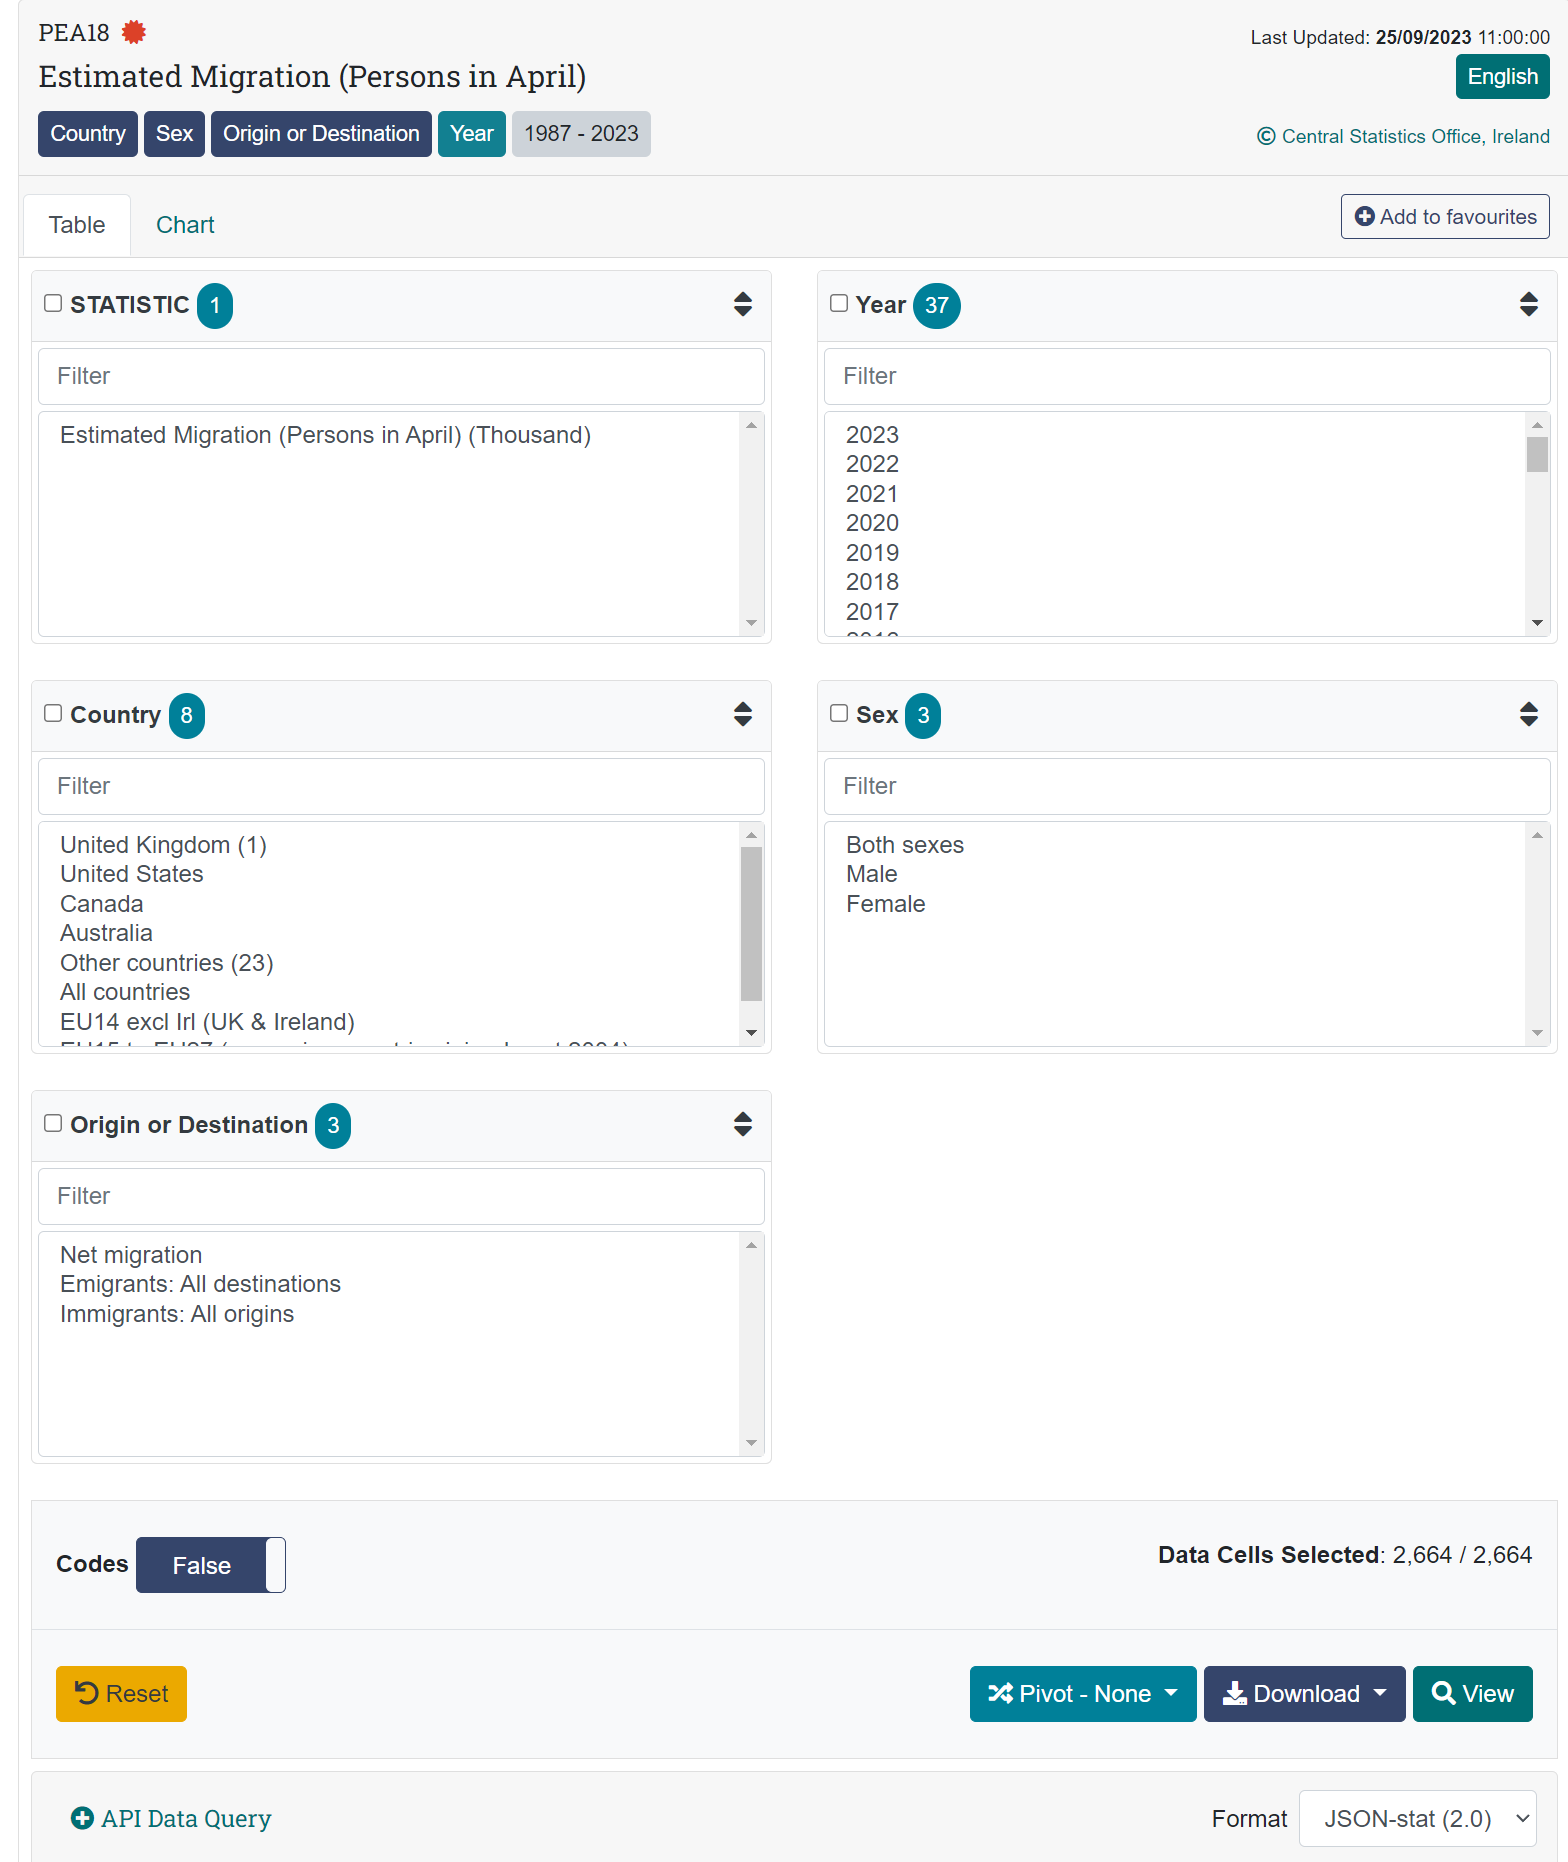 PEA18
Last Updated: 25/09/2023 11:00:00
Estimated Migration (Persons in April)
English
Country Sex Origin or Destination Year 1987 - 2023
© Central Statistics Office, Ireland
Table Chart
Add to favourites
STATISTIC 1
Filter
Estimated Migration (Persons in April) (Thousand)
Year 37
Filter
2023
2022
2021
2020
2019
2018
2017
Country 8
Filter
United Kingdom (1)
United States
Canada
Australia
Other countries (23)
All countries
EU14 excl Irl (UK & Ireland)
Sex 3
Filter
Both sexes
Male
Female
Origin or Destination 3
Filter
Net migration
Emigrants: All destinations
Immigrants: All origins
Codes False
Data Cells Selected: 2,664 / 2,664
Reset
Pivot - None
Download
View
API Data Query
Format JSON-stat (2.0)